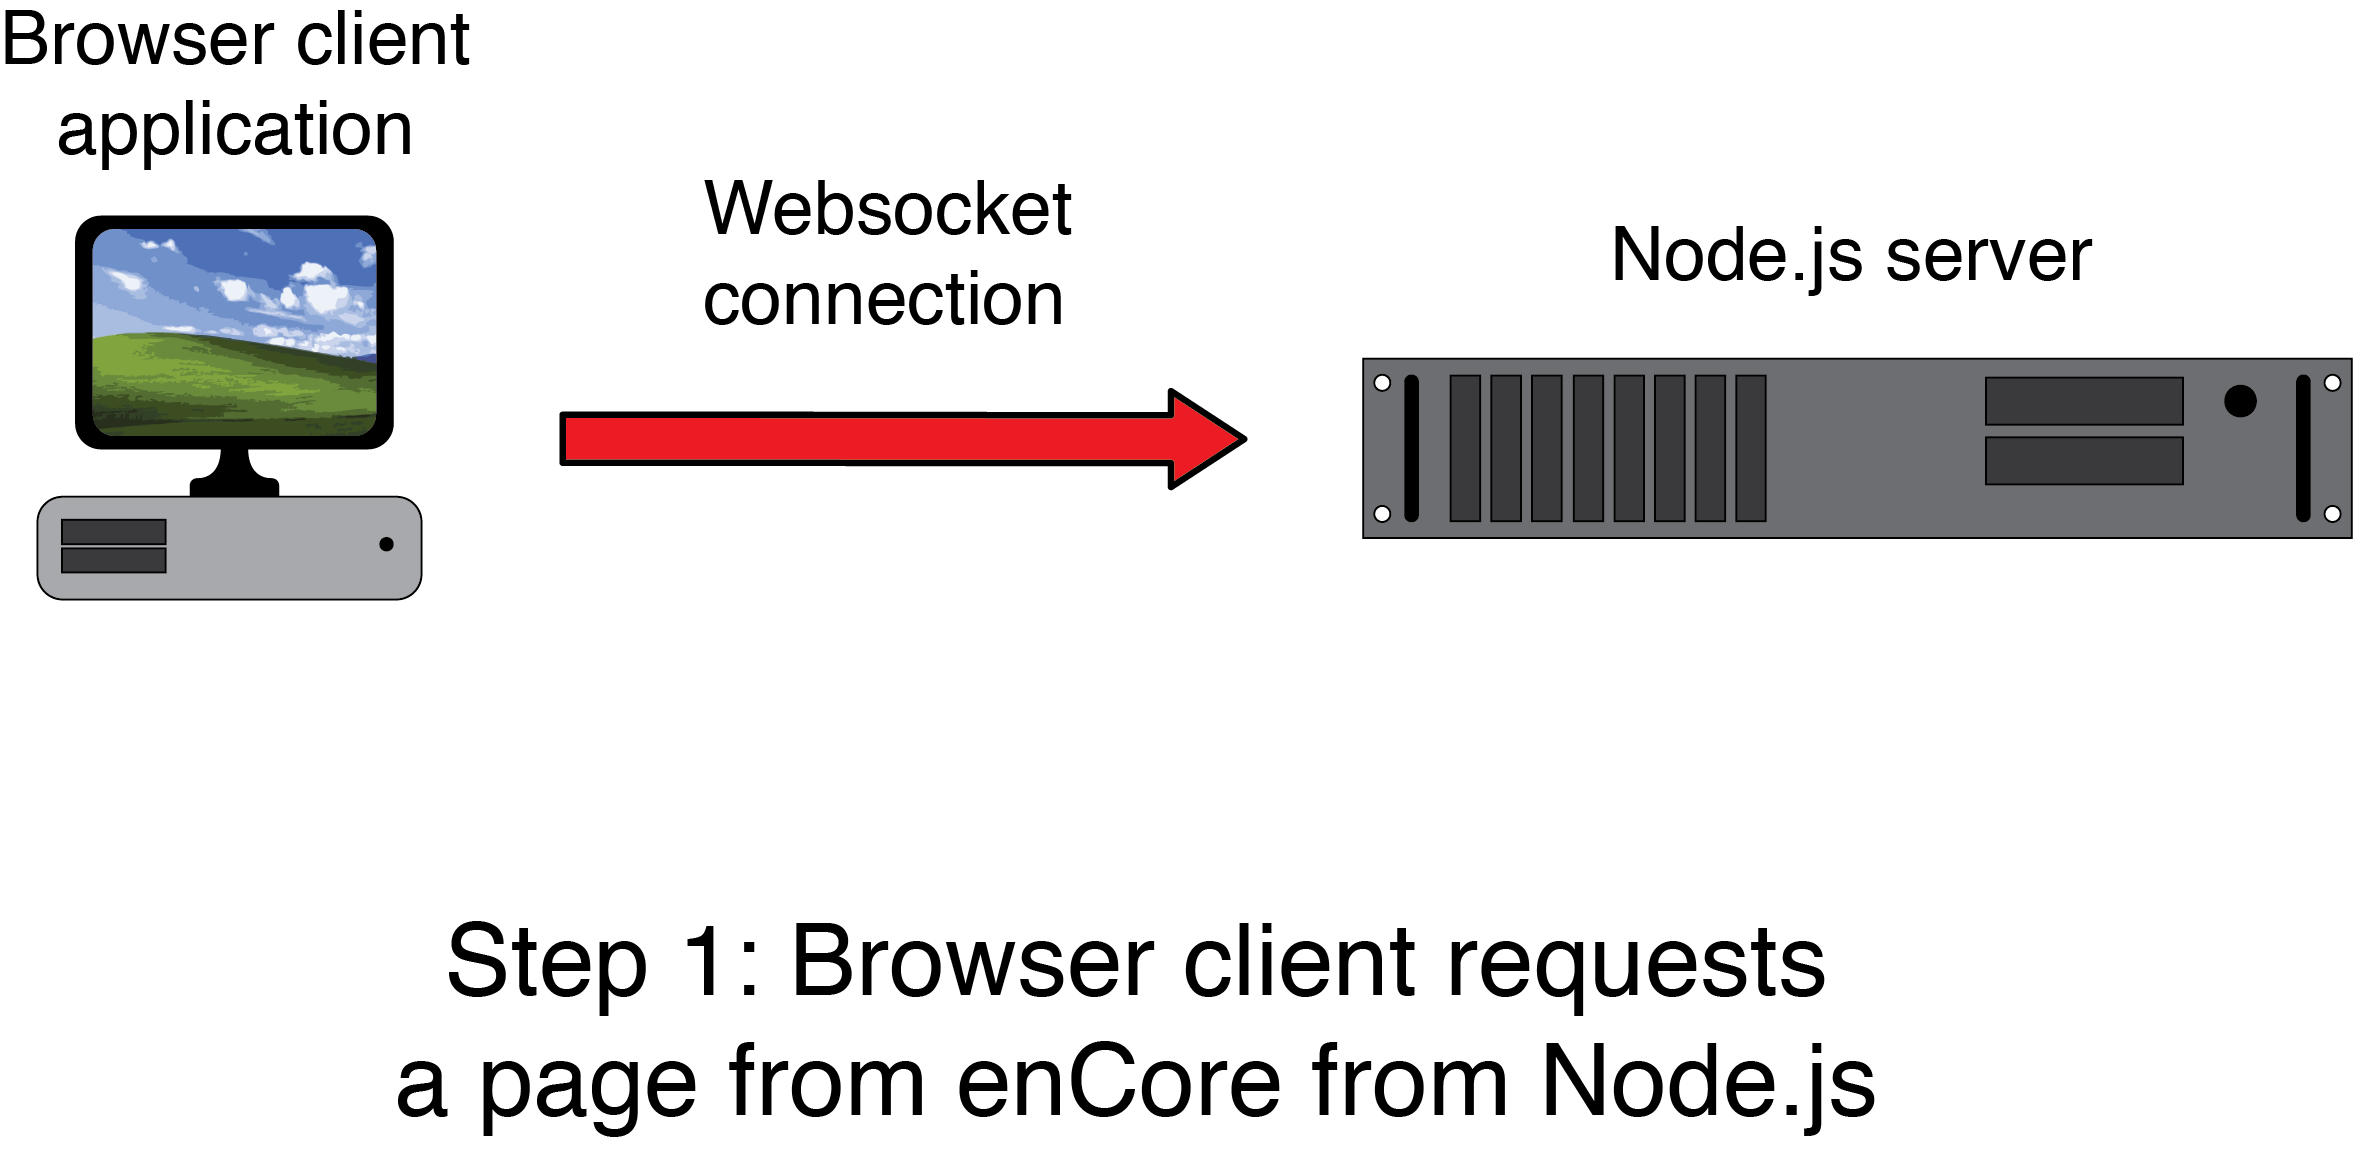 Browser client
application
Websocket
connection
Node.js server
Step 1: Browser client requests
a page from enCore from Node.js